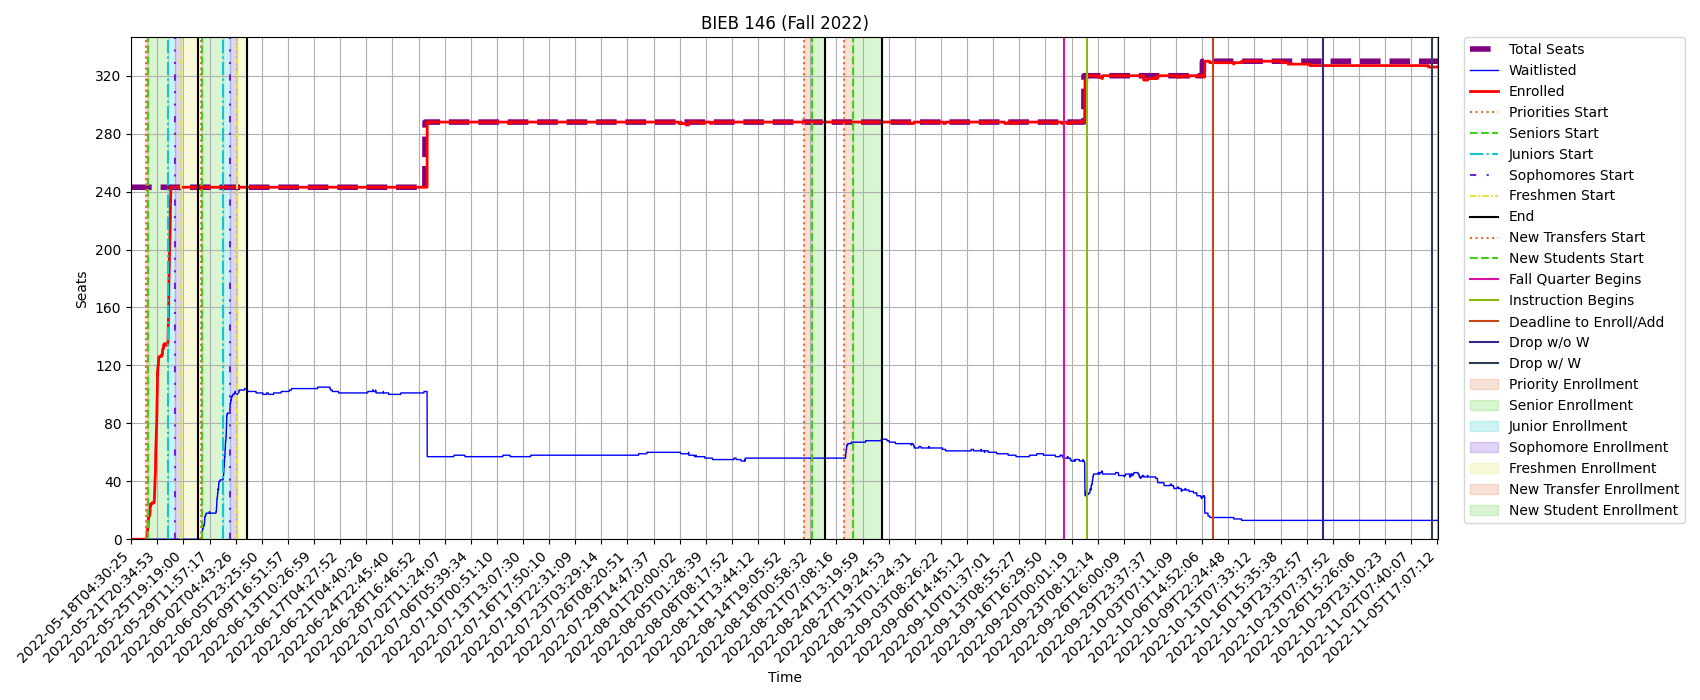 BIEB 146 (Fall 2022)
Seats
320
280
240
200
160
120
80
40
0
2022-05-18T04:30:25
2022-05-21T20:34:53
2022-05-25T19:19:00
2022-05-29T11:57:17
2022-06-02T04:43:26
2022-06-05T23:25:50
2022-06-09T16:51:57
2022-06-13T10:26:59
2022-06-17T04:27:52
2022-06-21T04:40:26
2022-06-24T22:45:40
2022-06-28T16:46:52
2022-07-02T11:24:07
2022-07-06T05:39:34
2022-07-10T00:51:10
2022-07-13T13:07:30
2022-07-16T17:50:10
2022-07-19T22:31:09
2022-07-23T03:29:14
2022-07-26T08:20:51
2022-07-29T14:47:37
2022-08-01T20:00:02
2022-08-05T01:28:39
2022-08-08T08:17:52
2022-08-11T13:44:12
2022-08-14T19:05:52
2022-08-18T00:58:32
2022-08-21T07:08:16
2022-08-24T13:19:59
2022-08-27T19:24:53
2022-08-31T01:24:31
2022-09-03T08:26:22
2022-09-06T14:45:12
2022-09-10T01:37:01
2022-09-13T08:55:27
2022-09-16T16:29:50
2022-09-20T00:01:19
2022-09-23T08:12:14
2022-09-26T16:00:09
2022-09-29T23:37:37
2022-10-03T07:11:09
2022-10-06T14:52:06
2022-10-09T22:24:48
2022-10-13T07:33:12
2022-10-16T15:35:38
2022-10-19T23:32:57
2022-10-23T07:37:52
2022-10-26T15:26:06
2022-10-29T23:10:23
2022-11-02T07:40:07
2022-11-05T17:07:12
Time
Total Seats
Waitlisted
Enrolled
Priorities Start
Seniors Start
Juniors Start
Sophomores Start
Freshmen Start
End
New Transfers Start
New Students Start
Fall Quarter Begins
Instruction Begins
Deadline to Enroll/Add
Drop w/o W
Drop w/ W
Priority Enrollment
Senior Enrollment
Junior Enrollment
Sophomore Enrollment
Freshmen Enrollment
New Transfer Enrollment
New Student Enrollment